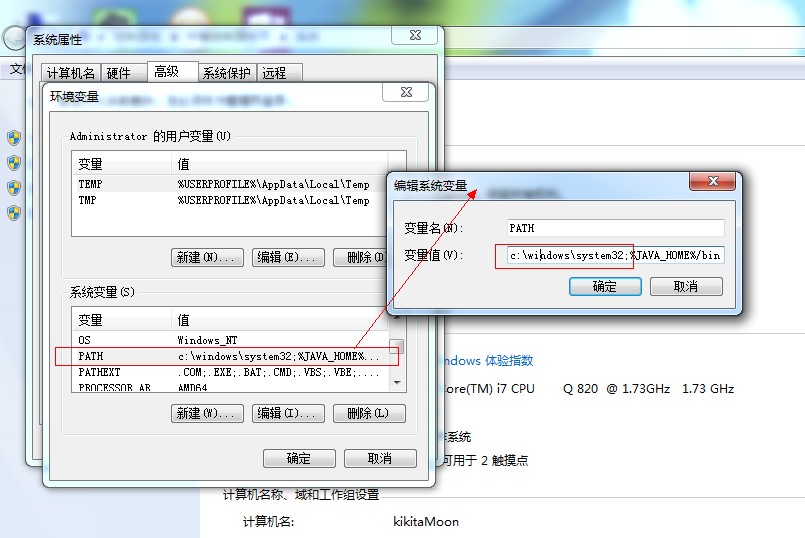 系统属性
文
计算机名 硬件 高级 系统保护 远程
环境变量
Administrator 的用户变量(U)
变量 值
TEMP %USERPROFILE%\AppData\Local\Temp
TMP %USERPROFILE%\AppData\Local\Temp
新建(N)... 编辑(E)... 删除(D
系统变量(S)
变量 值
OS Windows_NT
PATH c:\windows\system32;%JAVA_HOME%...
PATHEXT .COM;.EXE;.BAT;.CMD;.VBS;.VBE;....
PROCESSOR_AR AMD64
新建(W)... 编辑(I)... 删除(L)
确定 取消
编辑系统变量
变量名(N): PATH
变量值(V): c:\windows\system32;%JAVA_HOME%/bin
确定 取消
ndows 体验指数
ore(TM) i7 CPU Q 820 @ 1.73GHz 1.73 GHz
系统
可用于 2 触摸点
计算机名称、域和工作组设置
计算机名: kikitaMoon